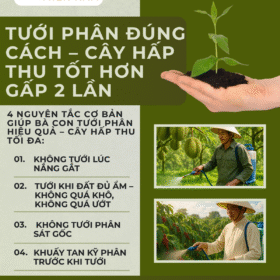 TƯỚI PHÂN ĐÚNG
CÁCH – CÂY HẤP
THU TỐT HƠN
GẤP 2 LẦN
4 NGUYÊN TẮC CƠ BẢN
GIÚP BÀ CON TƯỚI PHÂN
HIỆU QUẢ – CÂY HẤP THU
TỐI ĐA:
01. KHÔNG TƯỚI LÚC
NẮNG GẮT
02. TƯỚI KHI ĐẤT ĐỦ ẨM –
KHÔNG QUÁ KHÔ,
KHÔNG QUÁ ƯỚT
03. KHÔNG TƯỚI PHÂN
SÁT GỐC
04. KHUẤY TAN KỸ PHÂN
TRƯỚC KHI TƯỚI